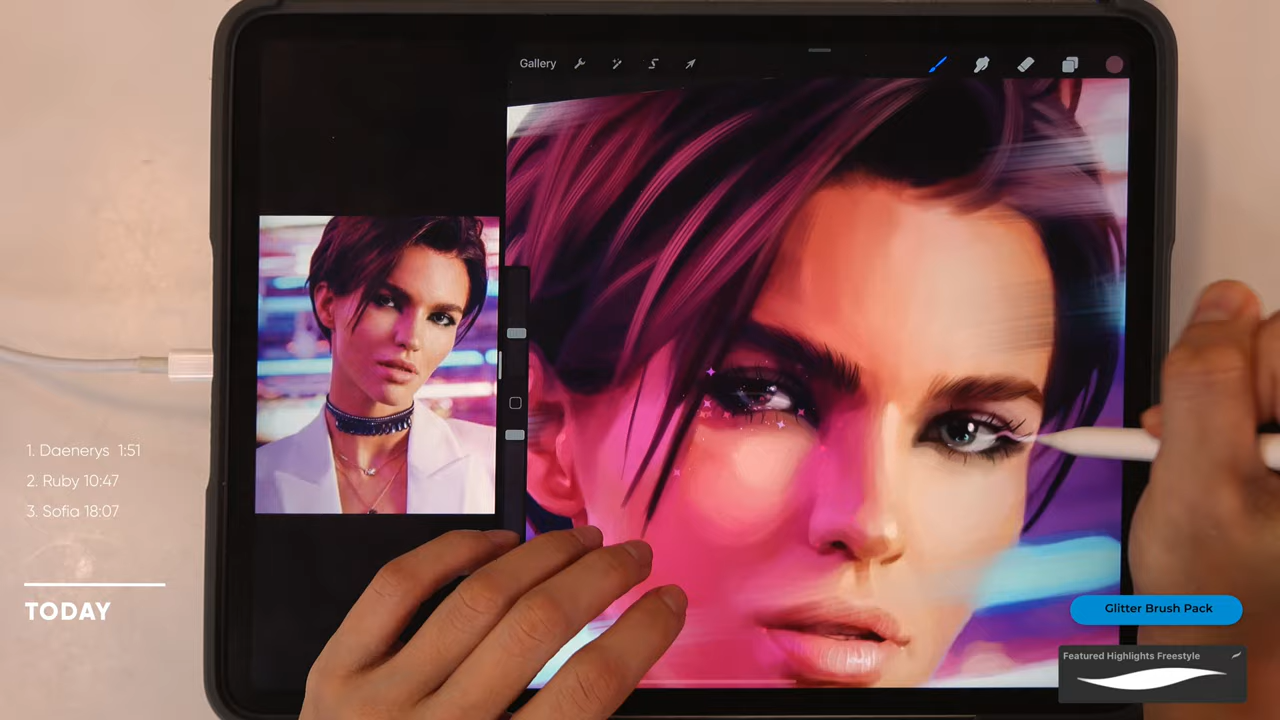 Gallery
1. Daenerys 1:51
2. Ruby 10:47
3. Sofia 18:07
TODAY
Glitter Brush Pack
Featured Highlights Freestyle